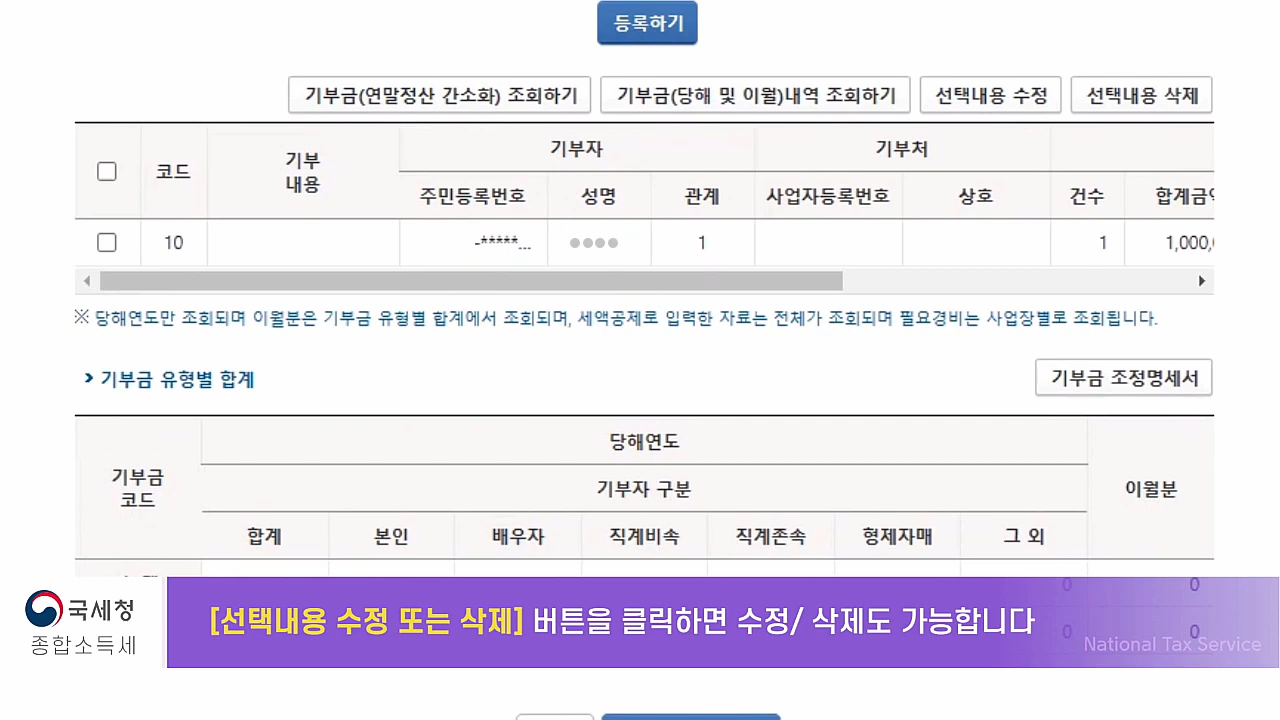 등록하기
기부금(연말정산 간소화) 조회하기 기부금(당해 및 이월)내역 조회하기 선택내용 수정 선택내용 삭제
코드 기부 내용 기부자 기부처
주민등록번호 성명 관계 사업자등록번호 상호 건수 합계금
10 -*****... ●●●● 1 1 1,000,
※ 당해연도만 조회되며 이월분은 기부금 유형별 합계에서 조회되며, 세액공제로 입력한 자료는 전체가 조회되며 필요경비는 사업장별로 조회됩니다.
기부금 유형별 합계 기부금 조정명세서
기부금 코드 당해연도 이월분
기부자 구분
합계 본인 배우자 직계비속 직계존속 형제자매 그 외
0 0
국세청
종합소득세
[선택내용 수정 또는 삭제] 버튼을 클릭하면 수정/ 삭제도 가능합니다
0 0
National Tax Service